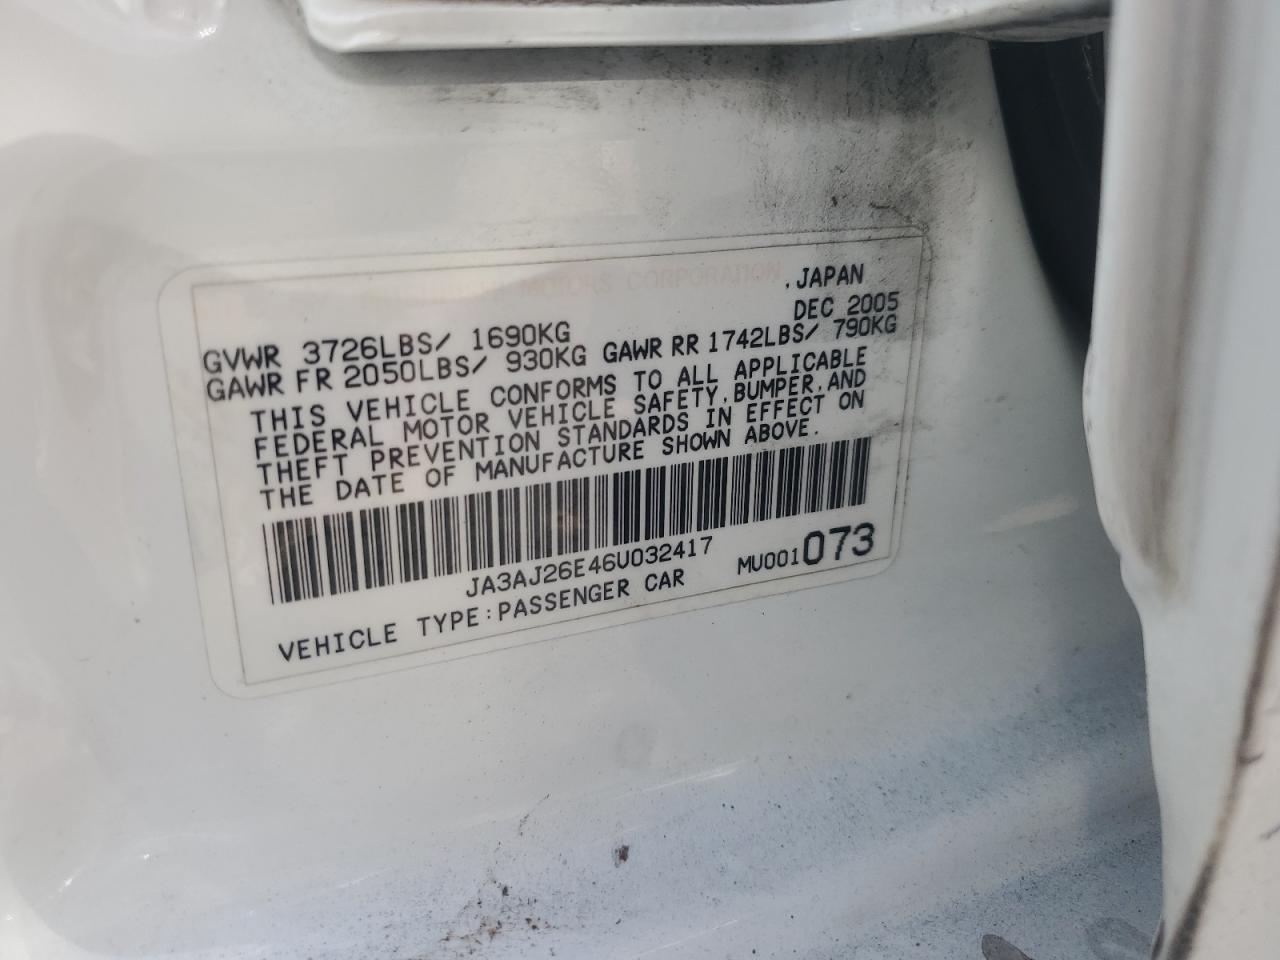 MOTORS CORPORATION, JAPAN
DEC 2005
GVWR 3726LBS/ 1690KG
GAWR FR 2050LBS/ 930KG GAWR RR 1742LBS/ 790KG
THIS VEHICLE CONFORMS TO ALL APPLICABLE
FEDERAL MOTOR VEHICLE SAFETY, BUMPER, AND
THEFT PREVENTION STANDARDS IN EFFECT ON
THE DATE OF MANUFACTURE SHOWN ABOVE.
JA3AJ26E46U032417
MU001073
VEHICLE TYPE:PASSENGER CAR